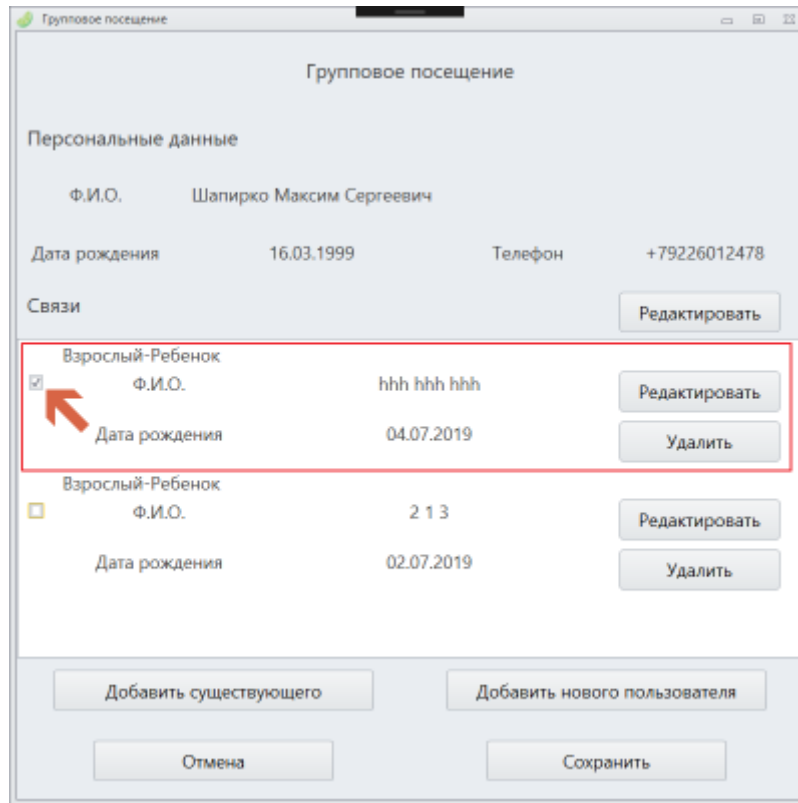 Групповое посещение
Групповое посещение
Персональные данные
Ф.И.О. Шапирко Максим Сергеевич
Дата рождения 16.03.1999 Телефон +79226012478
Связи Редактировать
Взрослый-Ребенок
Ф.И.О. hhh hhh hhh Редактировать
Дата рождения 04.07.2019 Удалить
Взрослый-Ребенок
Ф.И.О. 2 1 3 Редактировать
Дата рождения 02.07.2019 Удалить
Добавить существующего Добавить нового пользователя
Отмена Сохранить